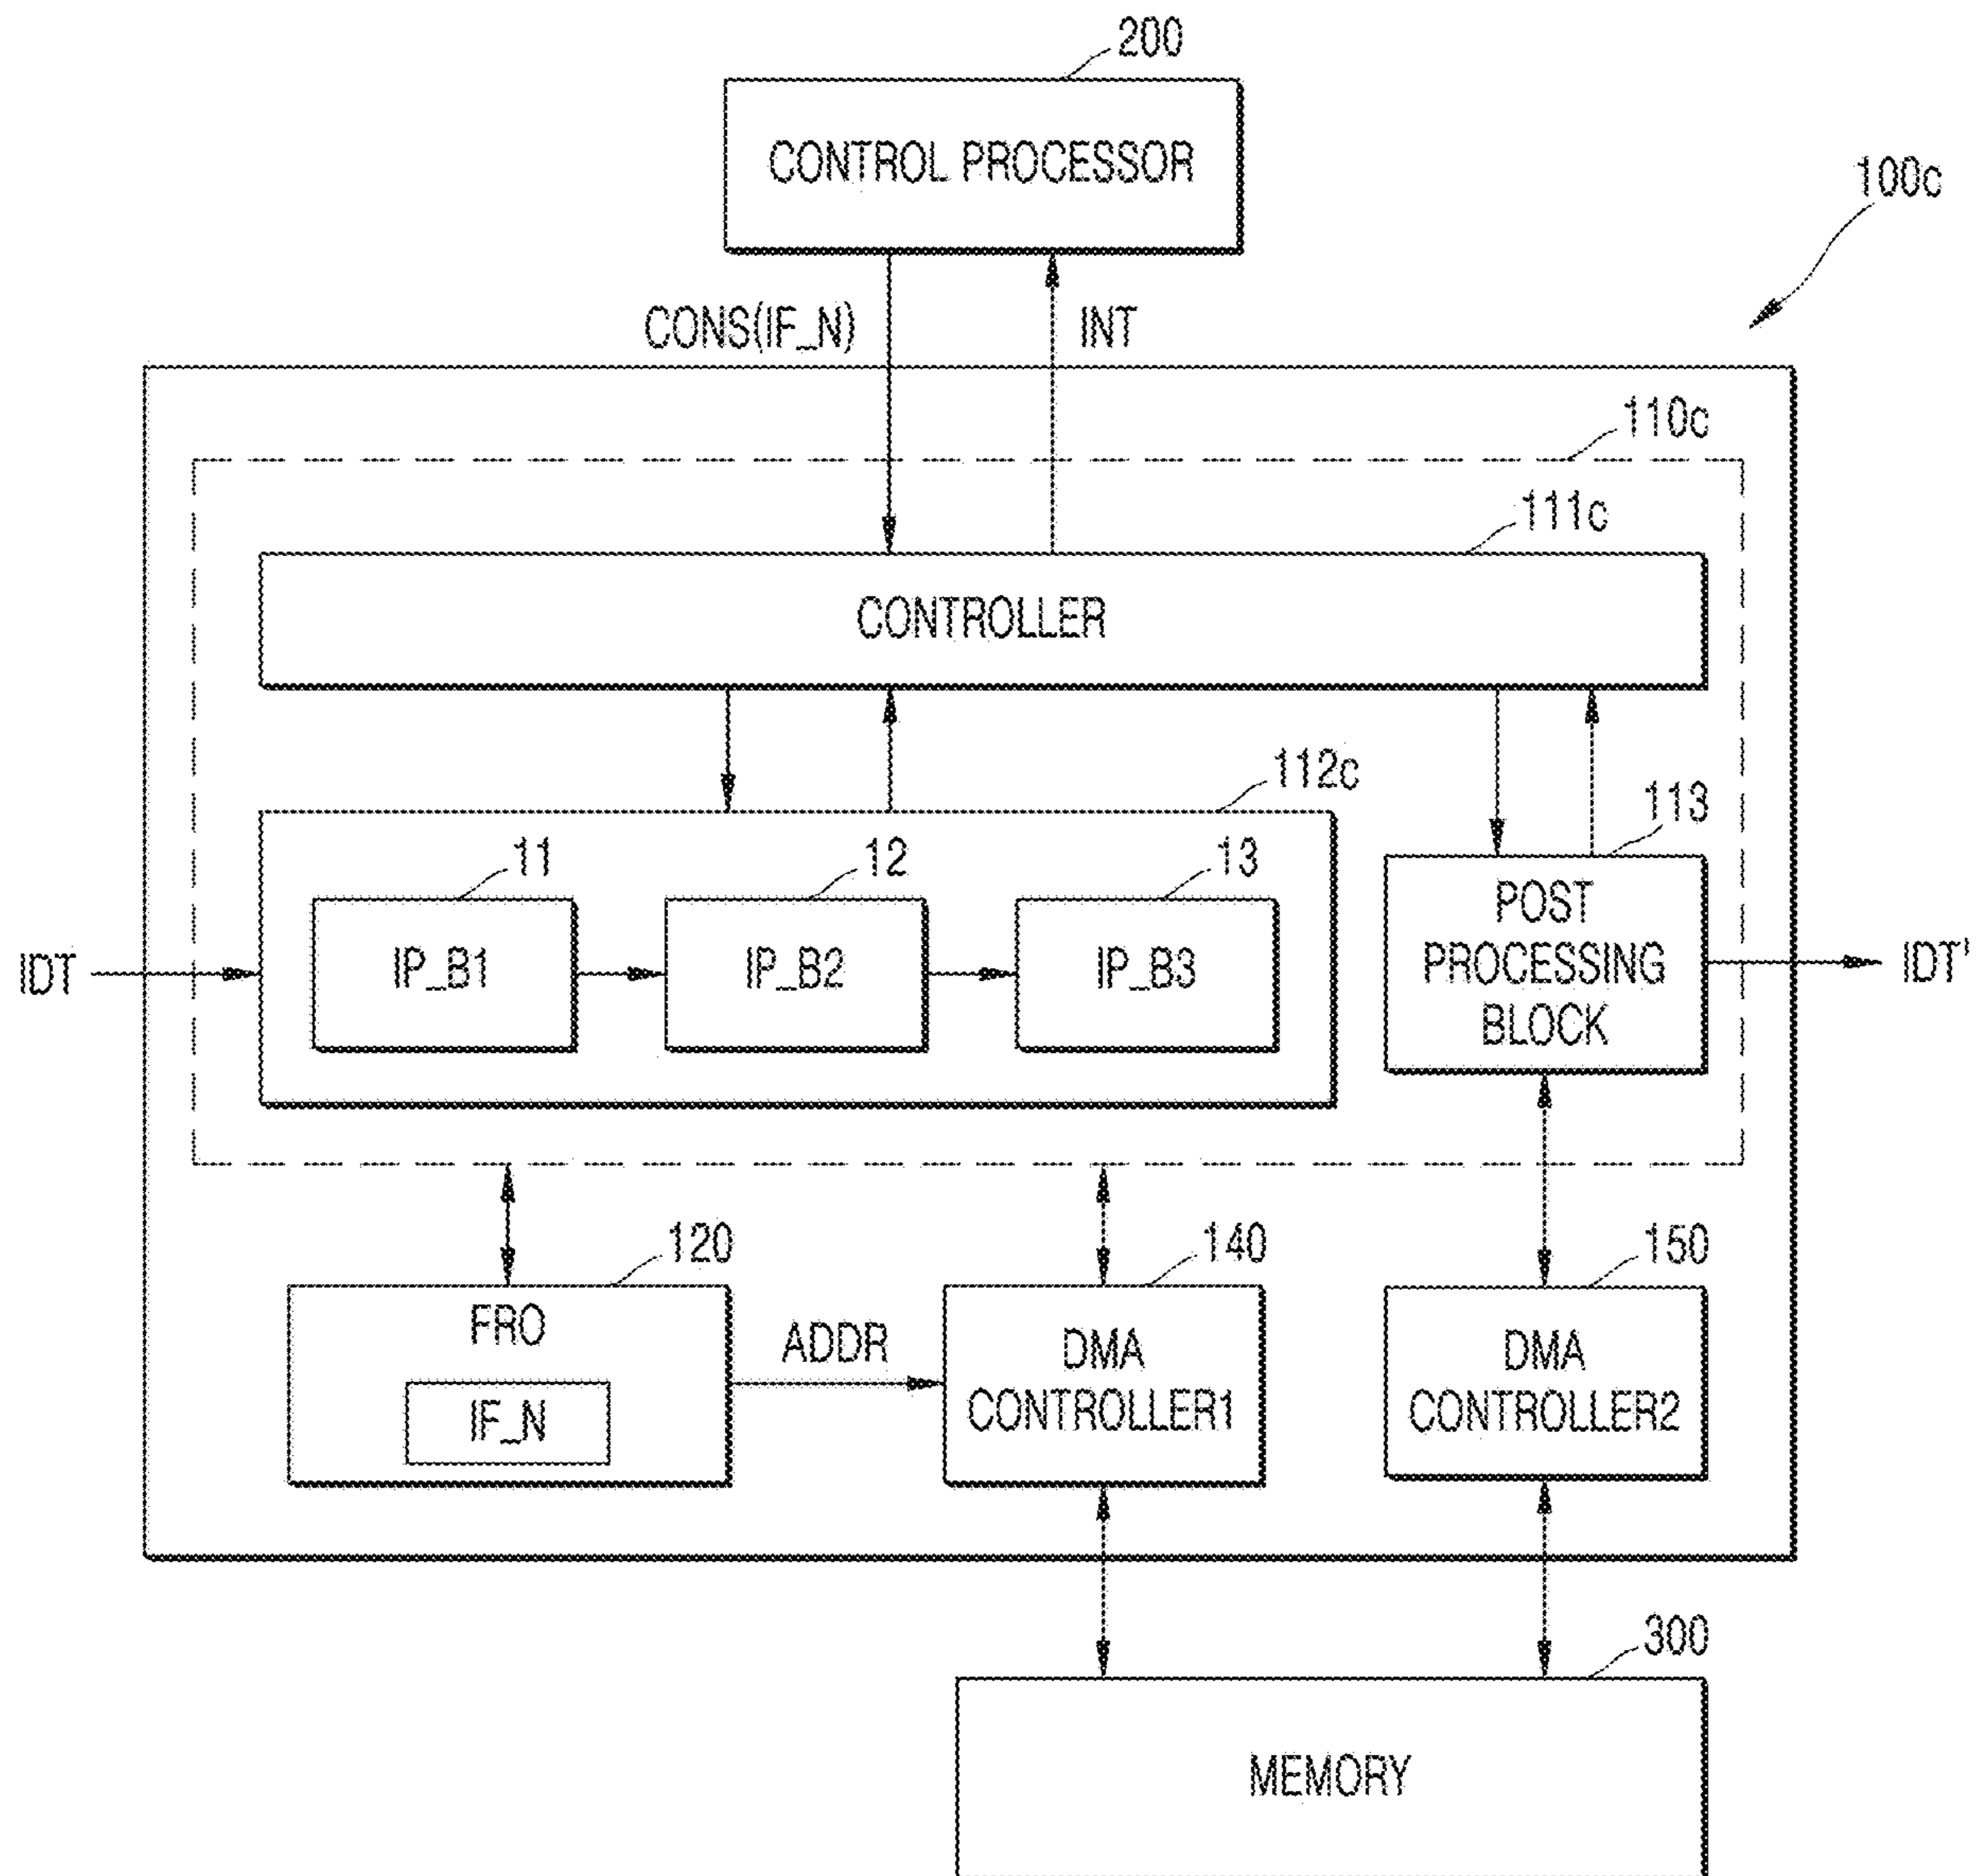 200
CONTROL PROCESSOR
100c
CONS(IF_N)
INT
110c
111c
CONTROLLER
112c
113
11
12
13
IDT
IP_B1
IP_B2
IP_B3
POST
PROCESSING
BLOCK
IDT'
120
140
150
FRO
IF_N
ADDR
DMA
CONTROLLER1
DMA
CONTROLLER2
300
MEMORY